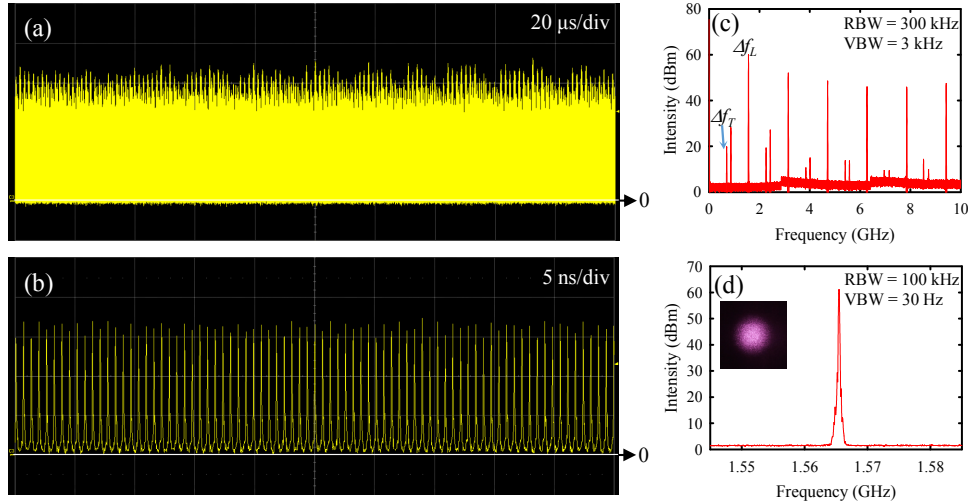 (a)
20 μs/div
0
(b)
5 ns/div
0
(c)
RBW = 300 kHz
VBW = 3 kHz
Δf_L
Δf_T
Intensity (dBm)
80
60
40
20
0
0 2 4 6 8 10
Frequency (GHz)
(d)
RBW = 100 kHz
VBW = 30 Hz
Intensity (dBm)
70
60
50
40
30
20
10
0
1.55 1.56 1.57 1.58
Frequency (GHz)